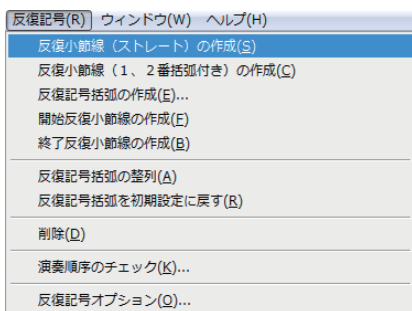 反復記号(R) ウィンドウ(W) ヘルプ(H)
反復小節線（ストレート）の作成(S)
反復小節線（１、２番括弧付き）の作成(C)
反復記号括弧の作成(E)...
開始反復小節線の作成(F)
終了反復小節線の作成(B)
反復記号括弧の整列(A)
反復記号括弧を初期設定に戻す(R)
削除(D)
演奏順序のチェック(K)...
反復記号オプション(O)...